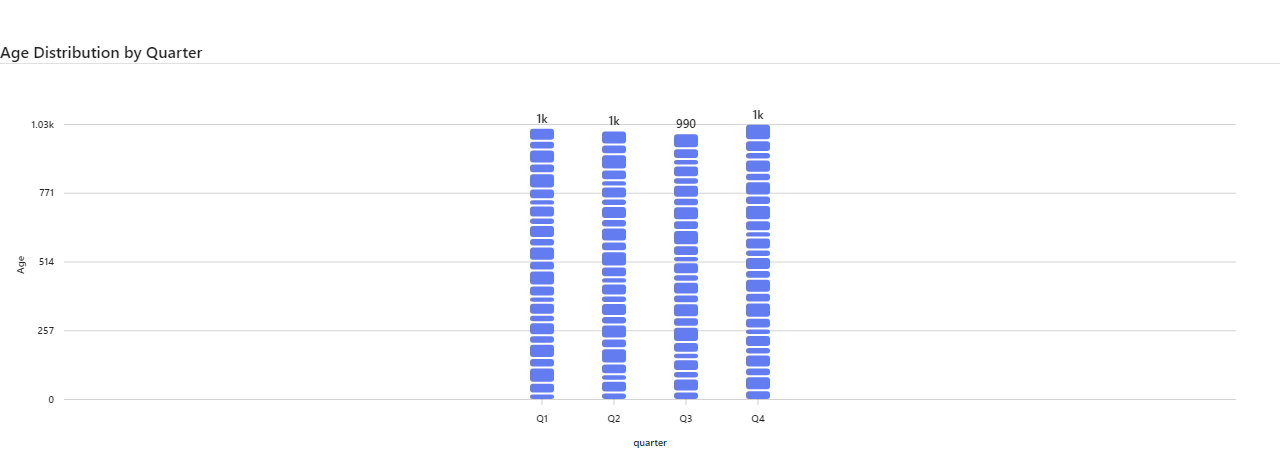 Age Distribution by Quarter
1k
1k
990
1k
1.03k
771
514
257
0
Age
Q1
Q2
Q3
Q4
quarter